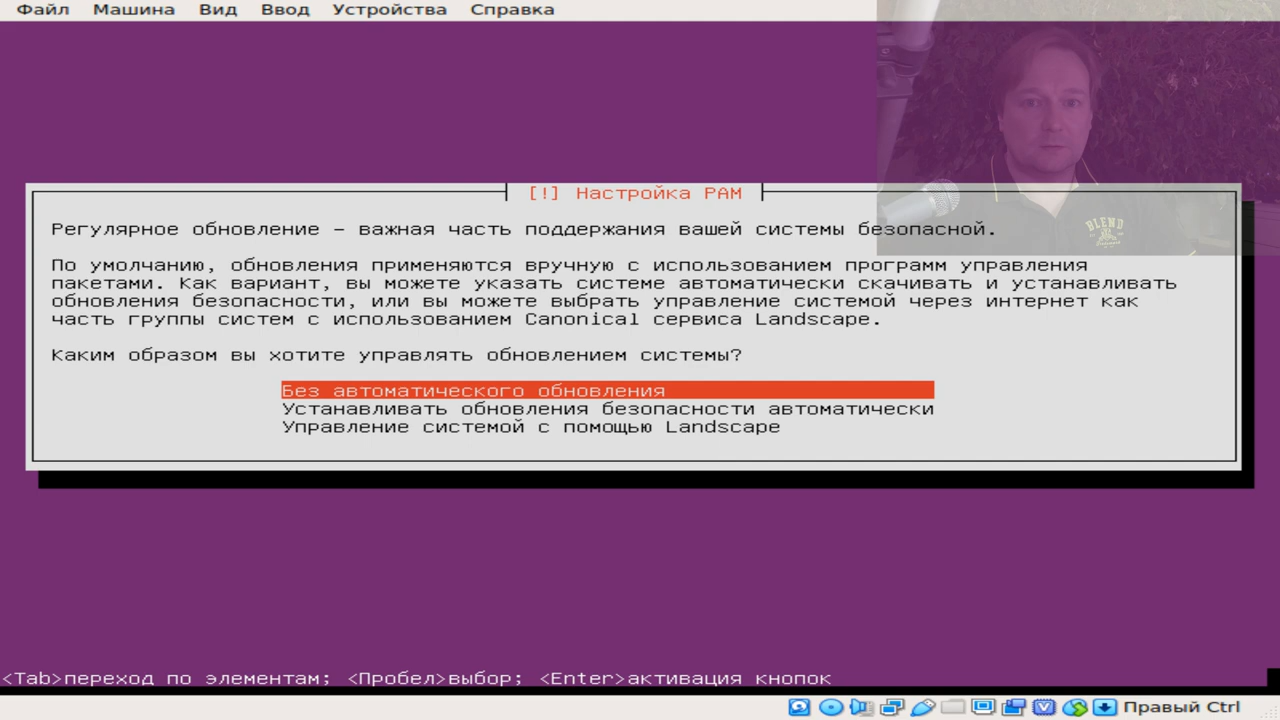 Файл Машина Вид Ввод Устройства Справка
BLEND
[!] Настройка PAM
Регулярное обновление – важная часть поддержания вашей системы безопасной.
По умолчанию, обновления применяются вручную с использованием программ управления
пакетами. Как вариант, вы можете указать системе автоматически скачивать и устанавливать
обновления безопасности, или вы можете выбрать управление системой через интернет как
часть группы систем с использованием Canonical сервиса Landscape.
Каким образом вы хотите управлять обновлением системы?
Без автоматического обновления
Устанавливать обновления безопасности автоматически
Управление системой с помощью Landscape
<Tab>переход по элементам; <Пробел>выбор; <Enter>активация кнопок
Правый Ctrl